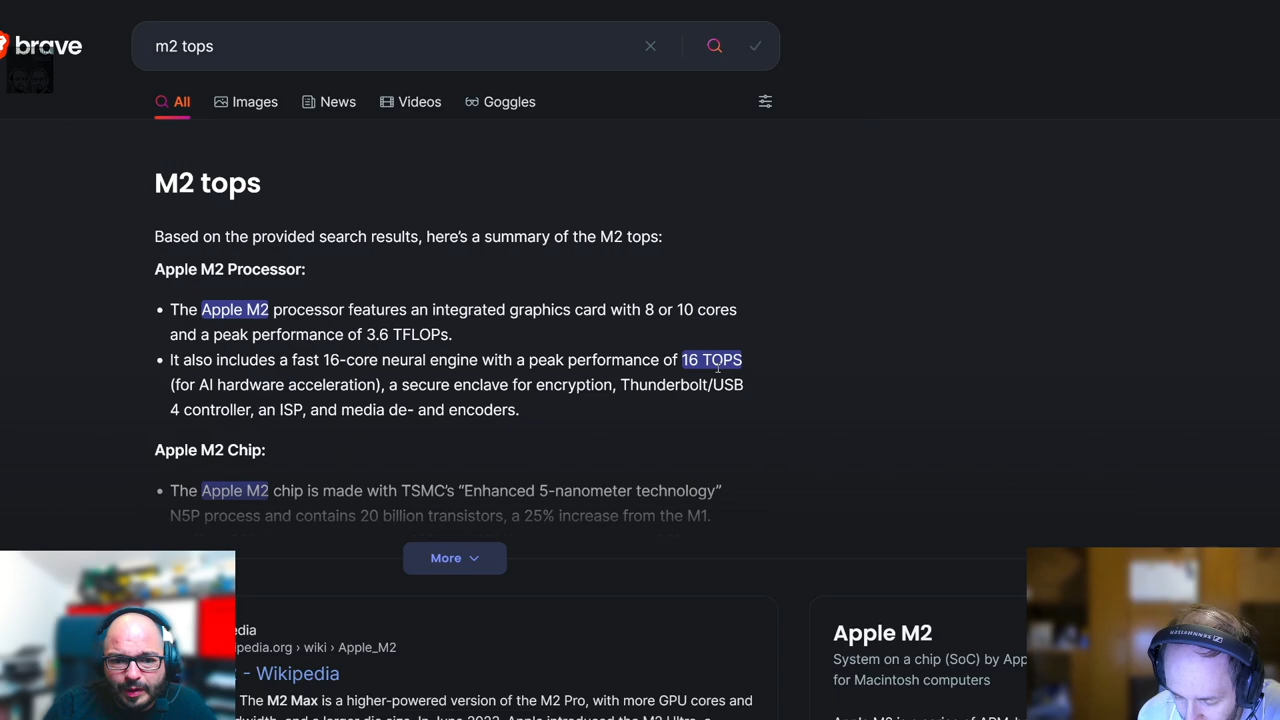 brave
m2 tops
All
Images
News
Videos
Goggles
M2 tops
Based on the provided search results, here's a summary of the M2 tops:
Apple M2 Processor:
• The Apple M2 processor features an integrated graphics card with 8 or 10 cores
and a peak performance of 3.6 TFLOPs.
• It also includes a fast 16-core neural engine with a peak performance of 16 TOPS
(for AI hardware acceleration), a secure enclave for encryption, Thunderbolt/USB
4 controller, an ISP, and media de- and encoders.
Apple M2 Chip:
• The Apple M2 chip is made with TSMC's “Enhanced 5-nanometer technology”
N5P process and contains 20 billion transistors, a 25% increase from the M1.
More
edia
ipedia.org › wiki › Apple_M2
- Wikipedia
The M2 Max is a higher-powered version of the M2 Pro, with more GPU cores and
Apple M2
System on a chip (SoC) by App
for Macintosh computers
SENNHEISER